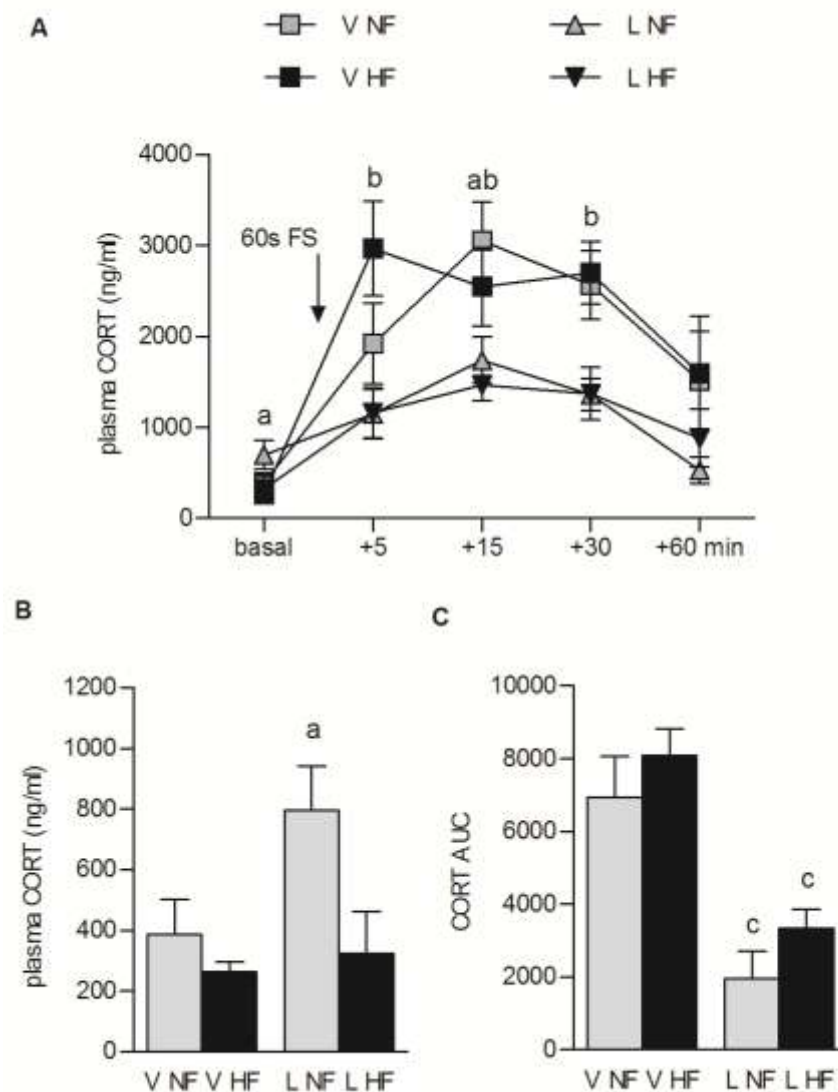 A
V NF
L NF
V HF
L HF
plasma CORT (ng/ml)
4000
3000
2000
1000
0
60s FS
a
b
ab
b
basal
+5
+15
+30
+60 min
B
plasma CORT (ng/ml)
1200
1000
800
600
400
200
0
a
V NF V HF L NF L HF
C
CORT AUC
10000
8000
6000
4000
2000
0
c
c
V NF V HF L NF L HF